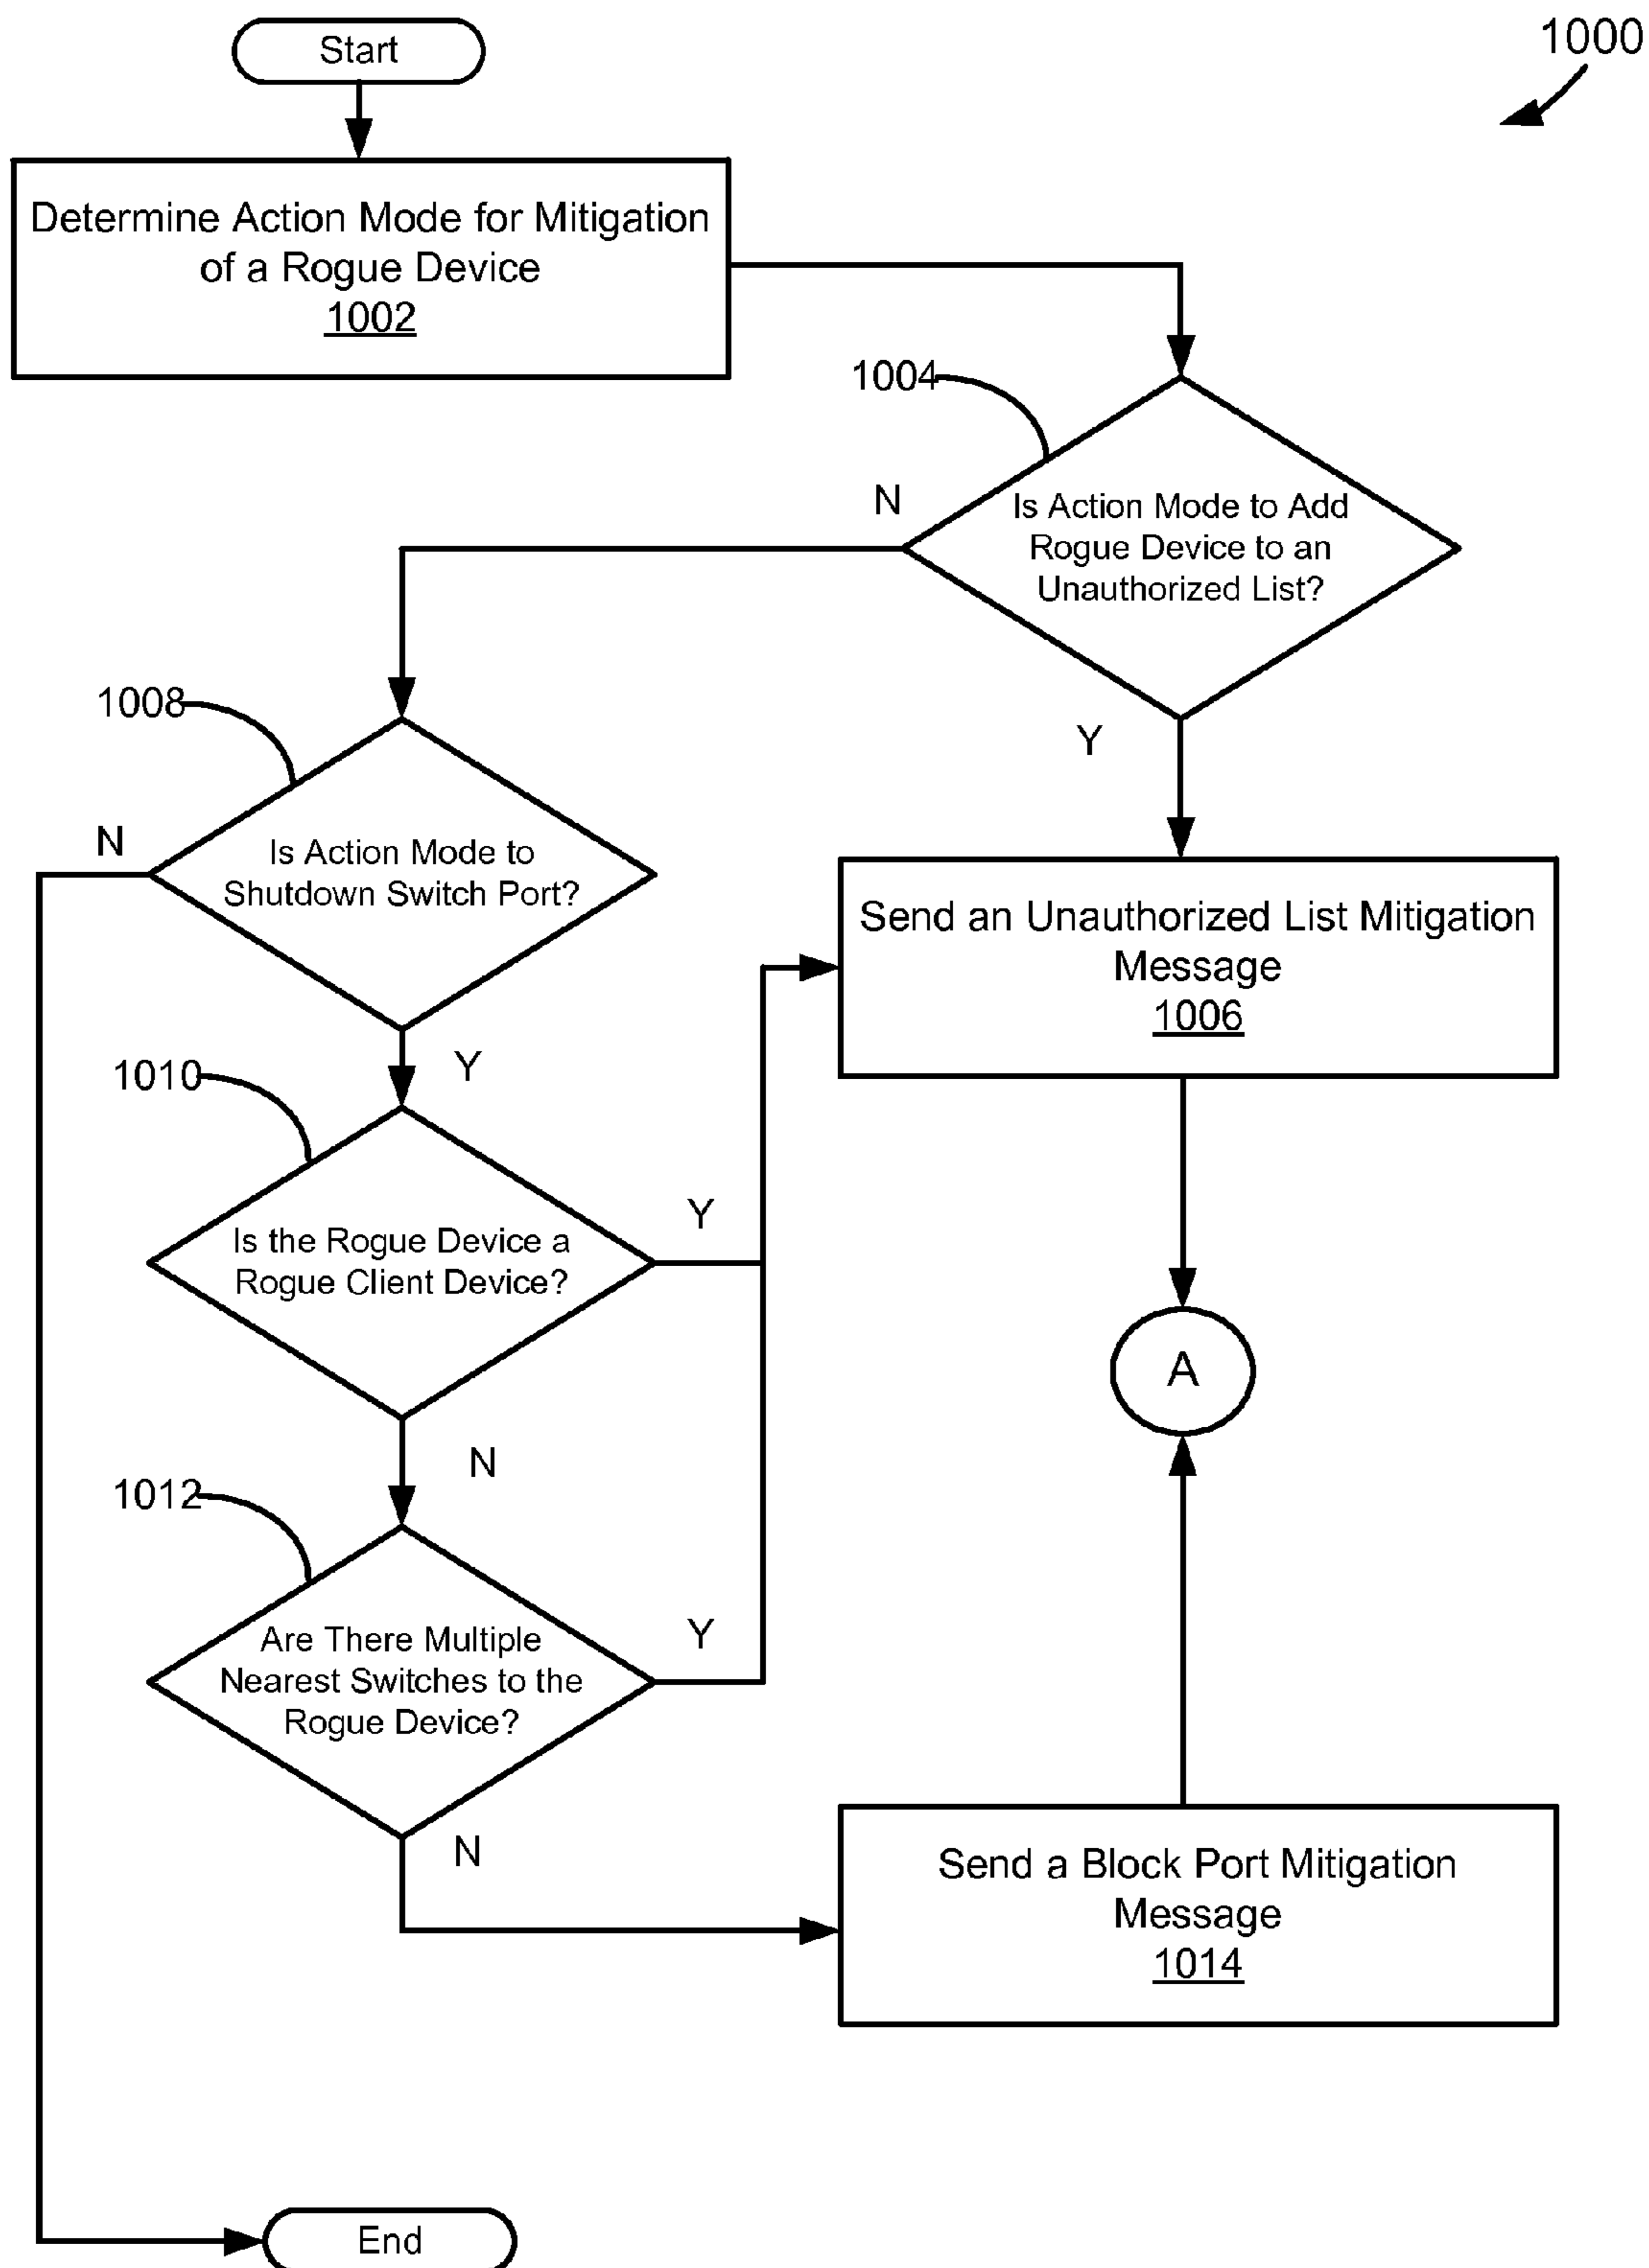 Start
1000
Determine Action Mode for Mitigation
of a Rogue Device
1002
1004
N
Is Action Mode to Add
Rogue Device to an
Unauthorized List?
Y
1008
N
Is Action Mode to
Shutdown Switch Port?
Y
Send an Unauthorized List Mitigation
Message
1006
1010
Is the Rogue Device a
Rogue Client Device?
Y
N
A
1012
Are There Multiple
Nearest Switches to the
Rogue Device?
Y
N
Send a Block Port Mitigation
Message
1014
End